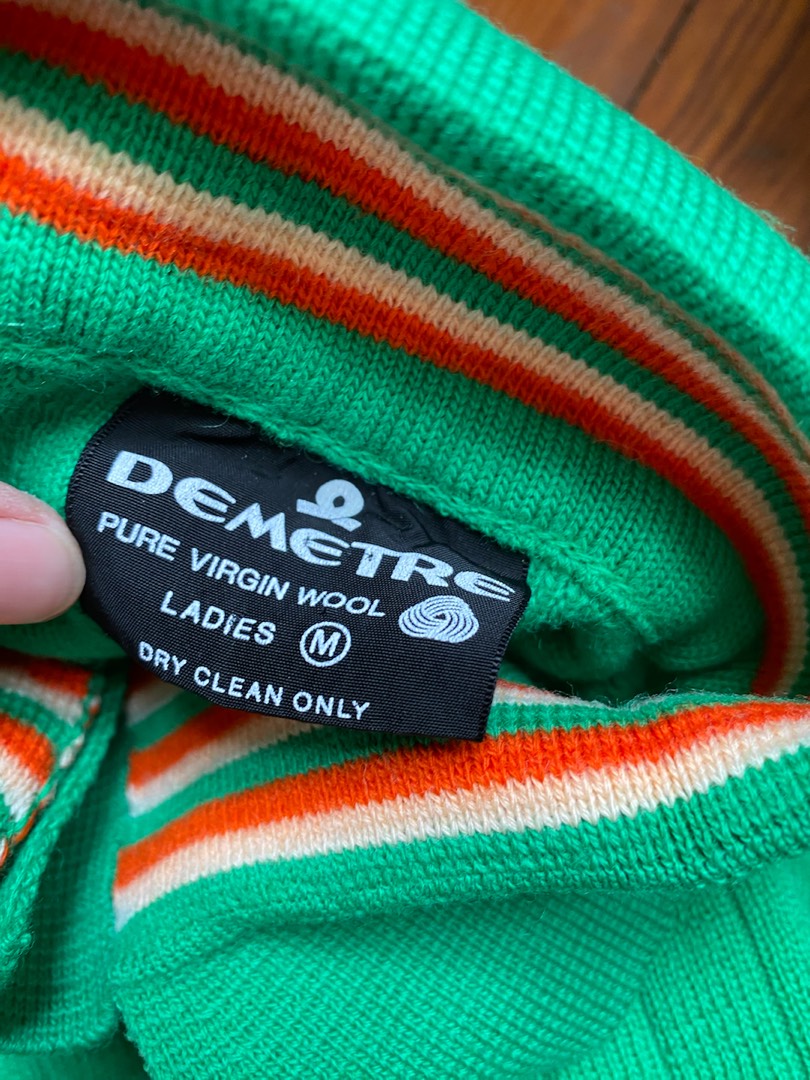 DEMETRE
PURE VIRGIN WOOL
LADIES M
DRY CLEAN ONLY